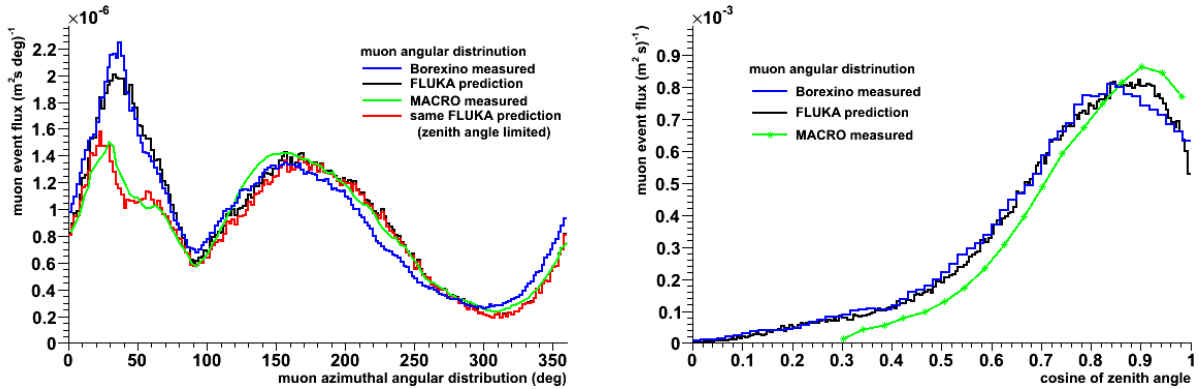 ×10⁻⁶
muon event flux (m²s deg)⁻¹
2.2
2
1.8
1.6
1.4
1.2
1
0.8
0.6
0.4
0.2
0
muon angular distrinution
Borexino measured
FLUKA prediction
MACRO measured
same FLUKA prediction
(zenith angle limited)
0 50 100 150 200 250 300 350
muon azimuthal angular distribution (deg)
×10⁻³
muon event flux (m² s)⁻¹)
0.9
0.8
0.7
0.6
0.5
0.4
0.3
0.2
0.1
0
muon angular distrinution
Borexino measured
FLUKA prediction
MACRO measured
0 0.1 0.2 0.3 0.4 0.5 0.6 0.7 0.8 0.9 1
cosine of zenith angle